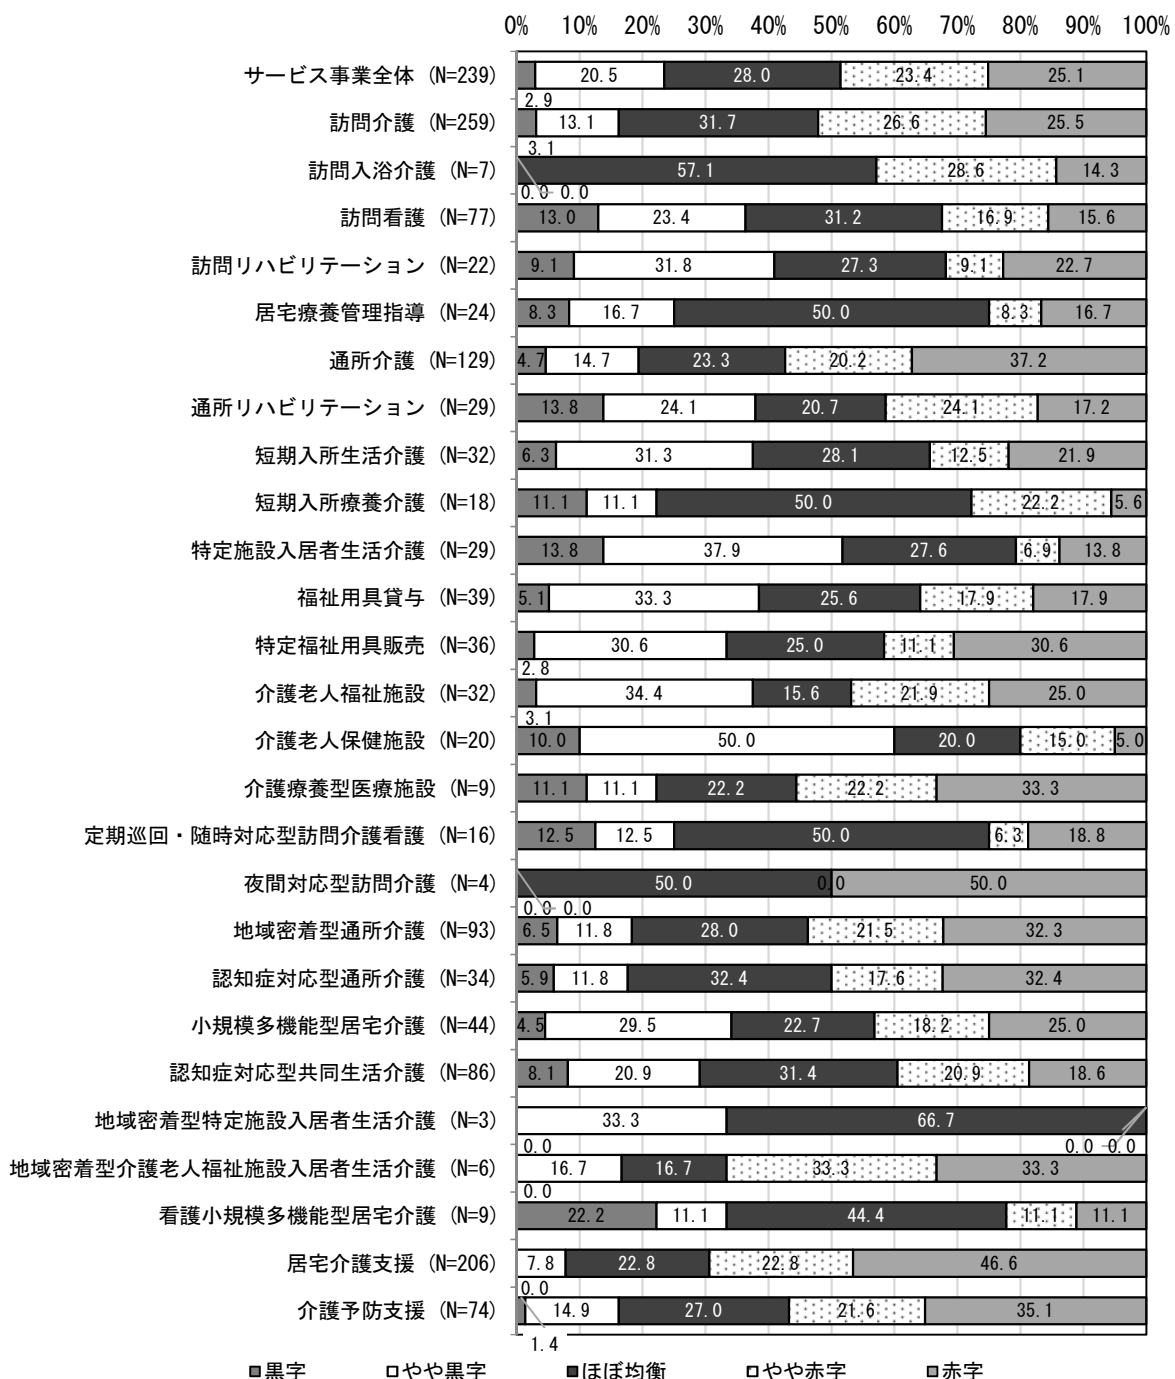 0% 10% 20% 30% 40% 50% 60% 70% 80% 90% 100%
サービス事業全体 (N=239) 2.9 20.5 28.0 23.4 25.1
訪問介護 (N=259) 3.1 13.1 31.7 26.6 25.5
訪問入浴介護 (N=7) 0.0 0.0 57.1 28.6 14.3
訪問看護 (N=77) 13.0 23.4 31.2 16.9 15.6
訪問リハビリテーション (N=22) 9.1 31.8 27.3 9.1 22.7
居宅療養管理指導 (N=24) 8.3 16.7 50.0 8.3 16.7
通所介護 (N=129) 4.7 14.7 23.3 20.2 37.2
通所リハビリテーション (N=29) 13.8 24.1 20.7 24.1 17.2
短期入所生活介護 (N=32) 6.3 31.3 28.1 12.5 21.9
短期入所療養介護 (N=18) 11.1 11.1 50.0 22.2 5.6
特定施設入居者生活介護 (N=29) 13.8 37.9 27.6 6.9 13.8
福祉用具貸与 (N=39) 5.1 33.3 25.6 17.9 17.9
特定福祉用具販売 (N=36) 2.8 30.6 25.0 11.1 30.6
介護老人福祉施設 (N=32) 3.1 34.4 15.6 21.9 25.0
介護老人保健施設 (N=20) 10.0 50.0 20.0 15.0 5.0
介護療養型医療施設 (N=9) 11.1 11.1 22.2 22.2 33.3
定期巡回・随時対応型訪問介護看護 (N=16) 12.5 12.5 50.0 6.3 18.8
夜間対応型訪問介護 (N=4) 0.0 0.0 50.0 0.0 50.0
地域密着型通所介護 (N=93) 6.5 11.8 28.0 21.5 32.3
認知症対応型通所介護 (N=34) 5.9 11.8 32.4 17.6 32.4
小規模多機能型居宅介護 (N=44) 4.5 29.5 22.7 18.2 25.0
認知症対応型共同生活介護 (N=86) 8.1 20.9 31.4 20.9 18.6
地域密着型特定施設入居者生活介護 (N=3) 0.0 33.3 66.7 0.0 0.0
地域密着型介護老人福祉施設入居者生活介護 (N=6) 0.0 16.7 16.7 33.3 33.3
看護小規模多機能型居宅介護 (N=9) 22.2 11.1 44.4 11.1 11.1
居宅介護支援 (N=206) 0.0 7.8 22.8 22.8 46.6
介護予防支援 (N=74) 1.4 14.9 27.0 21.6 35.1
黒字 やや黒字 ほぼ均衡 やや赤字 赤字